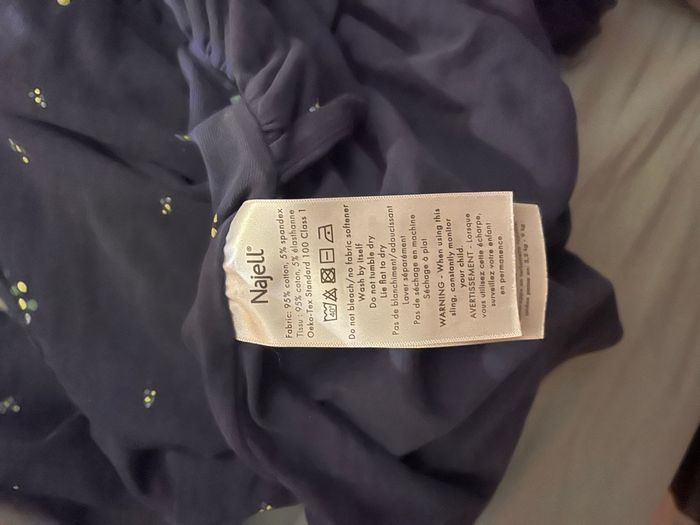 Najell®
Fabric: 95% cotton, 5% spandex
Tissu : 95% coton, 5% élasthanne
Oeko-Tex Standard 100 Class 1
40
Do not bleach/no fabric softener
Wash by itself
Do not tumble dry
Lie flat to dry
Pas de blanchiment/adoucissant
Laver séparément
Pas de séchage en machine
Séchage à plat
WARNING - When using this
sling, constantly monitor
your child.
AVERTISSEMENT - Lorsque
vous utilisez cette écharpe,
surveillez votre enfant
en permanence.